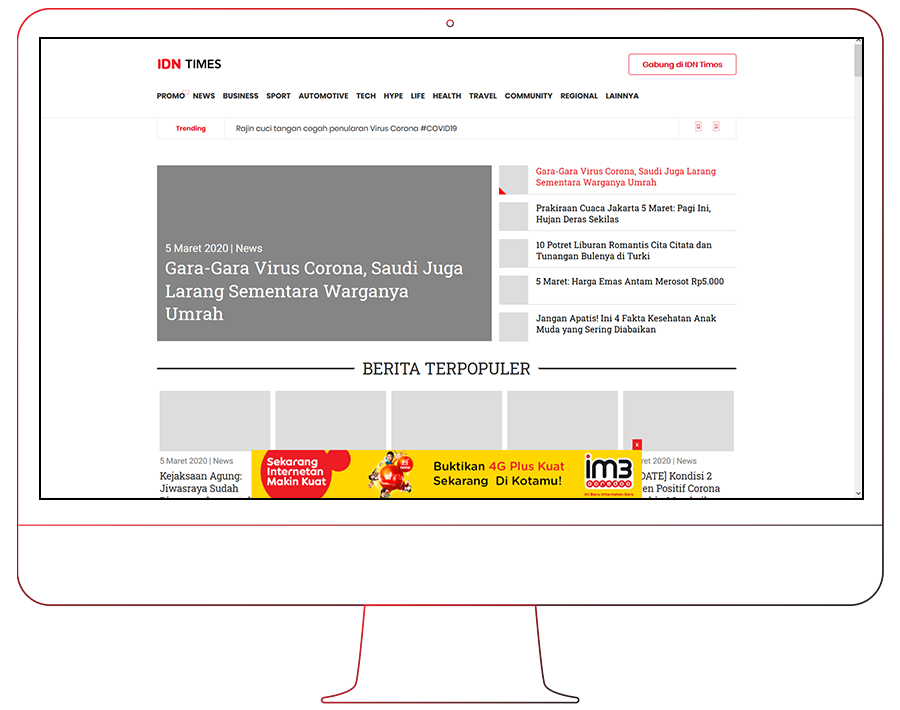 IDN TIMES
Gabung di IDN Times
PROMO NEWS BUSINESS SPORT AUTOMOTIVE TECH HYPE LIFE HEALTH TRAVEL COMMUNITY REGIONAL LAINNYA
Trending
Rajin cuci tangan cegah penularan Virus Corona #COVID19
5 Maret 2020 | News
Gara-Gara Virus Corona, Saudi Juga
Larang Sementara Warganya
Umrah
Gara-Gara Virus Corona, Saudi Juga Larang
Sementara Warganya Umrah
Prakiraan Cuaca Jakarta 5 Maret: Pagi Ini,
Hujan Deras Sekilas
10 Potret Liburan Romantis Cita Citata dan
Tunangan Bulenya di Turki
5 Maret: Harga Emas Antam Merosot Rp5.000
Jangan Apatis! Ini 4 Fakta Kesehatan Anak
Muda yang Sering Diabaikan
BERITA TERPOPULER
5 Maret 2020 | News
Kejaksaan Agung:
Jiwasraya Sudah
x
Sekarang
Internetan
Makin Kuat
Buktikan 4G Plus Kuat
Sekarang Di Kotamu!
im3
ooredoo
Ini Baru Internetan Seru
ret 2020 | News
DATE] Kondisi 2
en Positif Corona